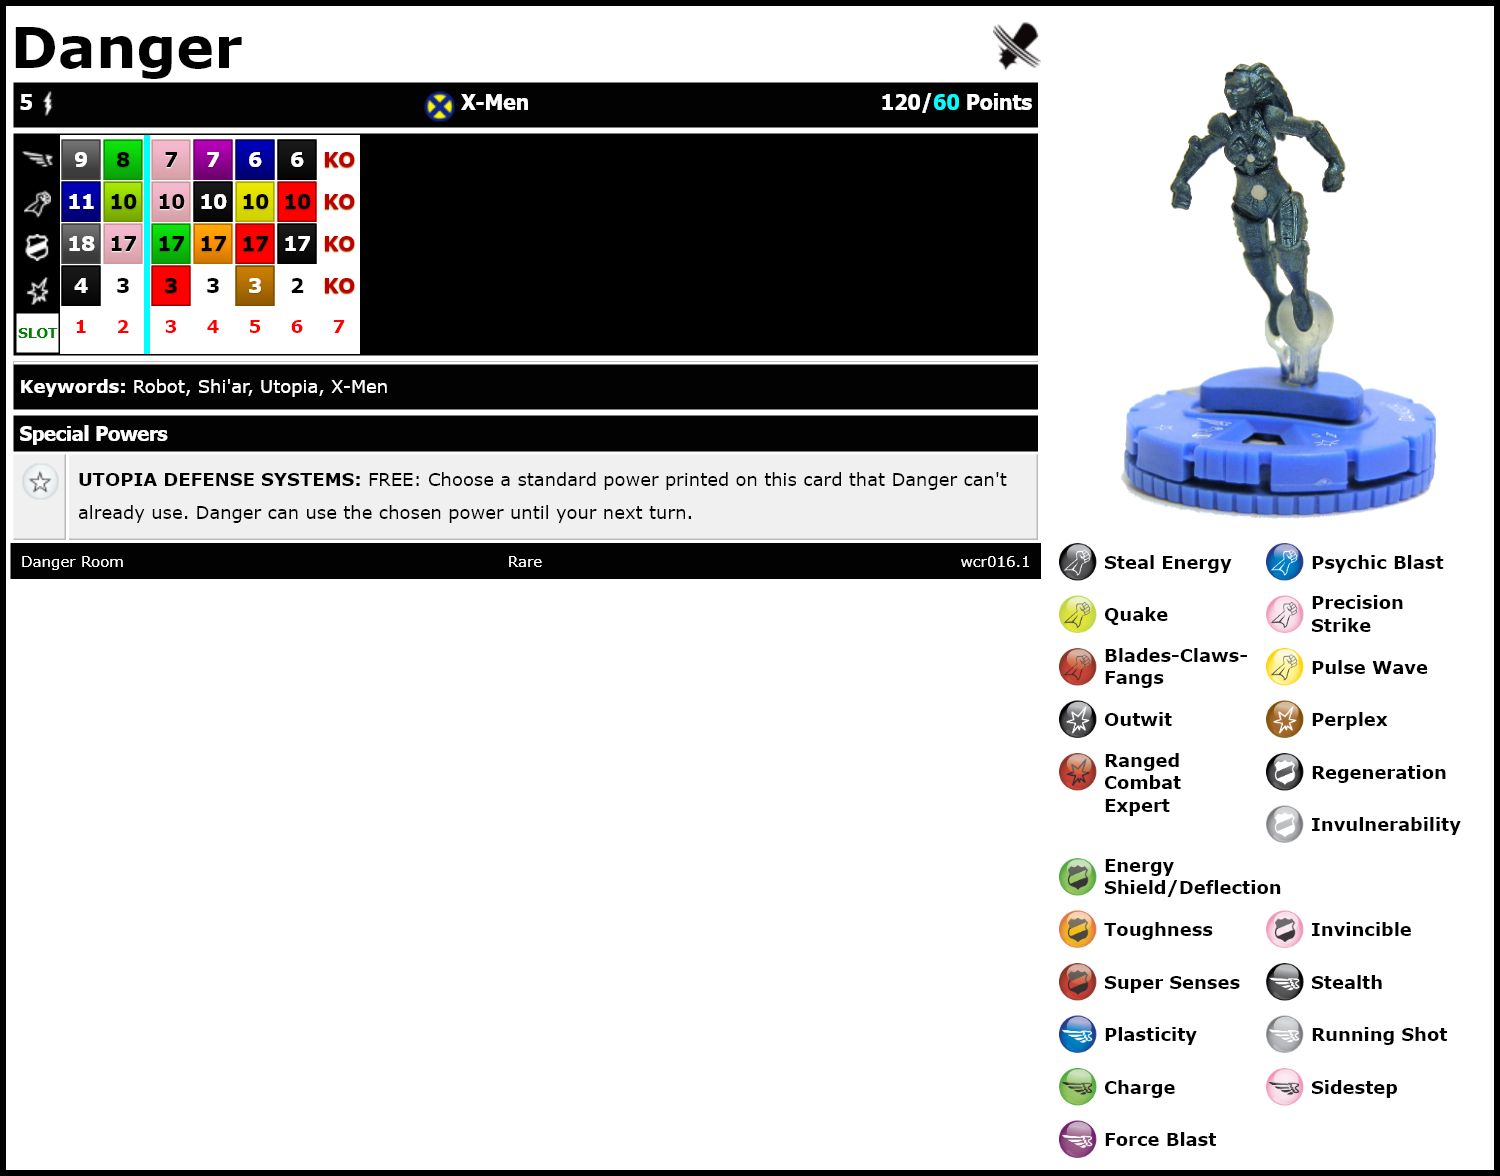 Danger
5 X-Men 120/60 Points
9 8 7 7 6 6 KO
11 10 10 10 10 10 KO
18 17 17 17 17 17 KO
4 3 3 3 3 2 KO
SLOT 1 2 3 4 5 6 7
Keywords: Robot, Shi'ar, Utopia, X-Men
Special Powers
UTOPIA DEFENSE SYSTEMS: FREE: Choose a standard power printed on this card that Danger can't
already use. Danger can use the chosen power until your next turn.
Danger Room Rare wcr016.1
Steal Energy
Psychic Blast
Quake
Precision
Strike
Blades-Claws-
Fangs
Pulse Wave
Outwit
Perplex
Ranged
Combat
Expert
Regeneration
Invulnerability
Energy
Shield/Deflection
Toughness
Invincible
Super Senses
Stealth
Plasticity
Running Shot
Charge
Sidestep
Force Blast